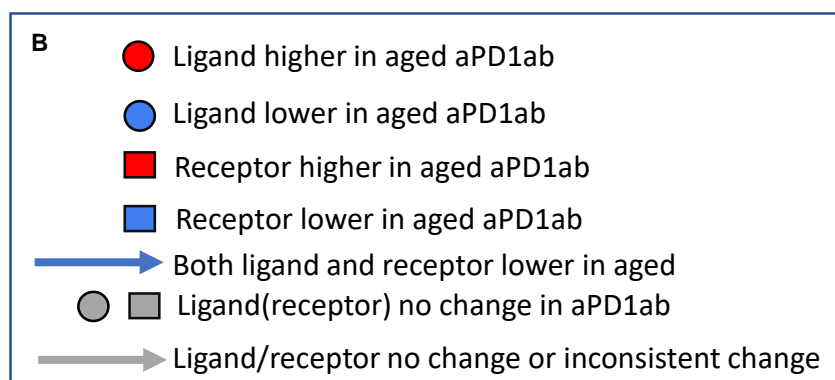 B
Ligand higher in aged aPD1ab
Ligand lower in aged aPD1ab
Receptor higher in aged aPD1ab
Receptor lower in aged aPD1ab
Both ligand and receptor lower in aged
Ligand(receptor) no change in aPD1ab
Ligand/receptor no change or inconsistent change